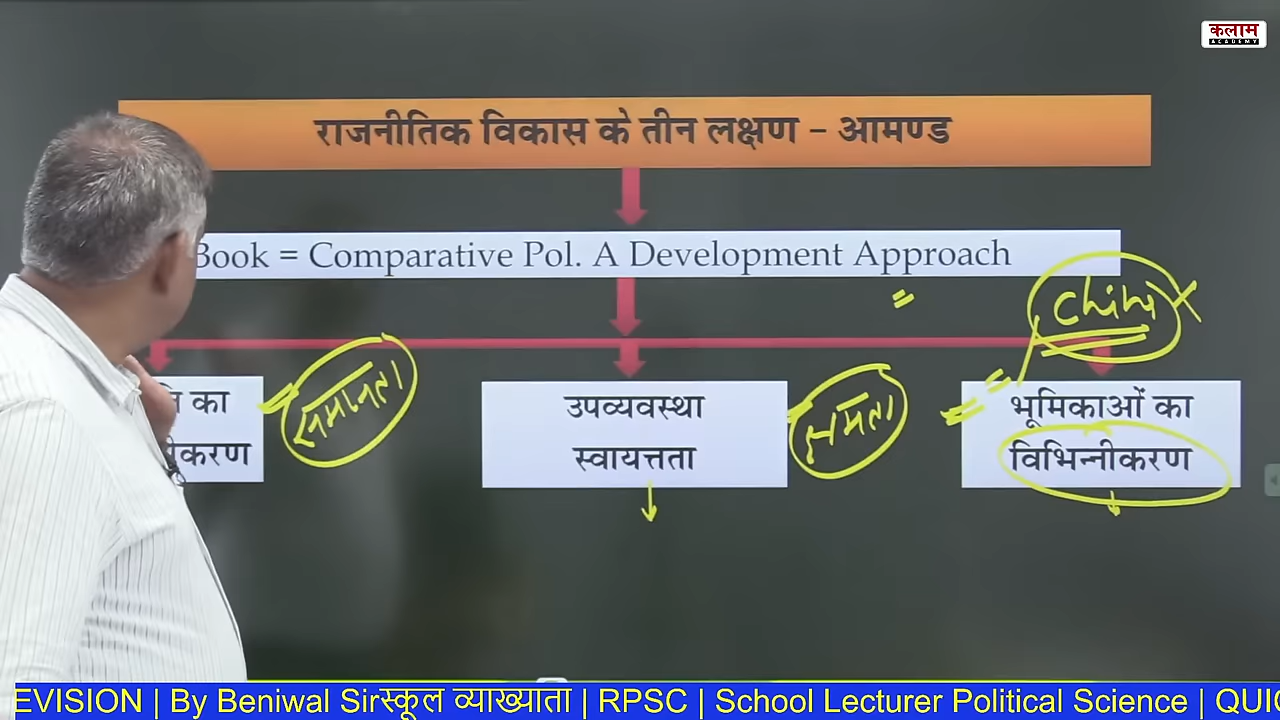 कलाम
ACADEMY
राजनीतिक विकास के तीन लक्षण – आमण्ड
Book = Comparative Pol. A Development Approach
China
का
समानता
उपव्यवस्था
क्षमता
भूमिकाओं का
करण
स्वायत्तता
विभिन्नीकरण
EVISION | By Beniwal Sirस्कूल व्याख्याता | RPSC | School Lecturer Political Science | QUIC